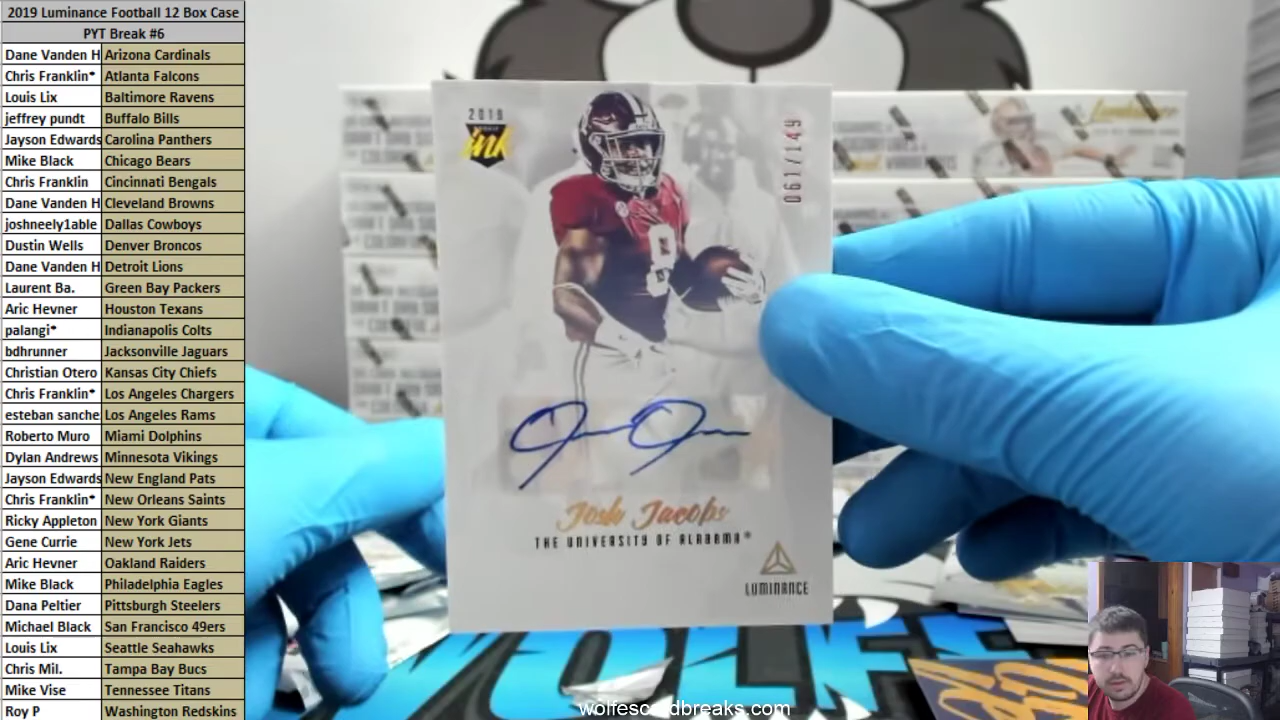 2019 Luminance Football 12 Box Case
PYT Break #6
Dane Vanden H Arizona Cardinals
Chris Franklin* Atlanta Falcons
Louis Lix Baltimore Ravens
jeffrey pundt Buffalo Bills
Jayson Edwards Carolina Panthers
Mike Black Chicago Bears
Chris Franklin Cincinnati Bengals
Dane Vanden H Cleveland Browns
joshneely1able Dallas Cowboys
Dustin Wells Denver Broncos
Dane Vanden H Detroit Lions
Laurent Ba. Green Bay Packers
Aric Hevner Houston Texans
palangi* Indianapolis Colts
bdhrunner Jacksonville Jaguars
Christian Otero Kansas City Chiefs
Chris Franklin* Los Angeles Chargers
esteban sanche Los Angeles Rams
Roberto Muro Miami Dolphins
Dylan Andrews Minnesota Vikings
Jayson Edwards New England Pats
Chris Franklin* New Orleans Saints
Ricky Appleton New York Giants
Gene Currie New York Jets
Aric Hevner Oakland Raiders
Mike Black Philadelphia Eagles
Dana Peltier Pittsburgh Steelers
Michael Black San Francisco 49ers
Louis Lix Seattle Seahawks
Chris Mil. Tampa Bay Bucs
Mike Vise Tennessee Titans
Roy P Washington Redskins
2019
ink
061/149
8
Josh Jacobs
THE UNIVERSITY OF ALABAMA®
LUMINANCE
Luminance
WOLFE
wolfescardbreaks.com